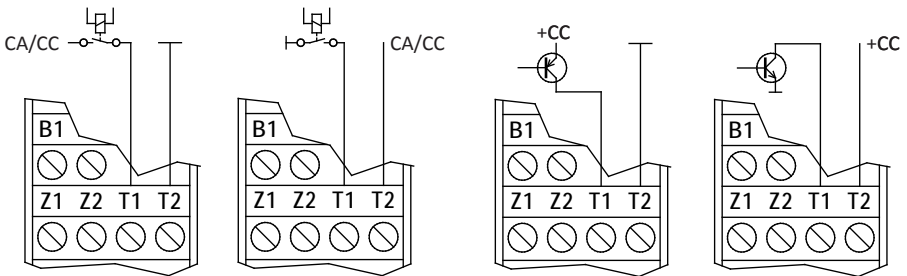 CA/CC
B1
Z1 Z2 T1 T2
CA/CC
B1
Z1 Z2 T1 T2
+CC
B1
Z1 Z2 T1 T2
+CC
B1
Z1 Z2 T1 T2